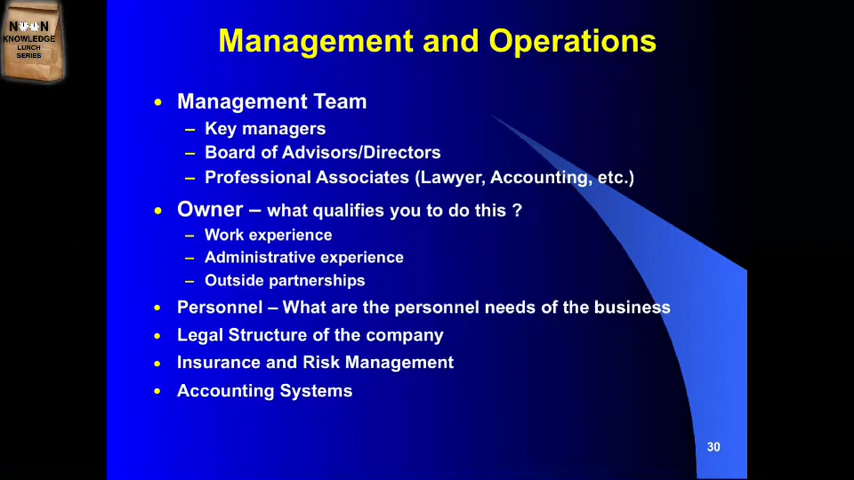 NOON
KNOWLEDGE
LUNCH
SERIES
Management and Operations
• Management Team
– Key managers
– Board of Advisors/Directors
– Professional Associates (Lawyer, Accounting, etc.)
• Owner – what qualifies you to do this ?
– Work experience
– Administrative experience
– Outside partnerships
• Personnel – What are the personnel needs of the business
• Legal Structure of the company
• Insurance and Risk Management
• Accounting Systems
30